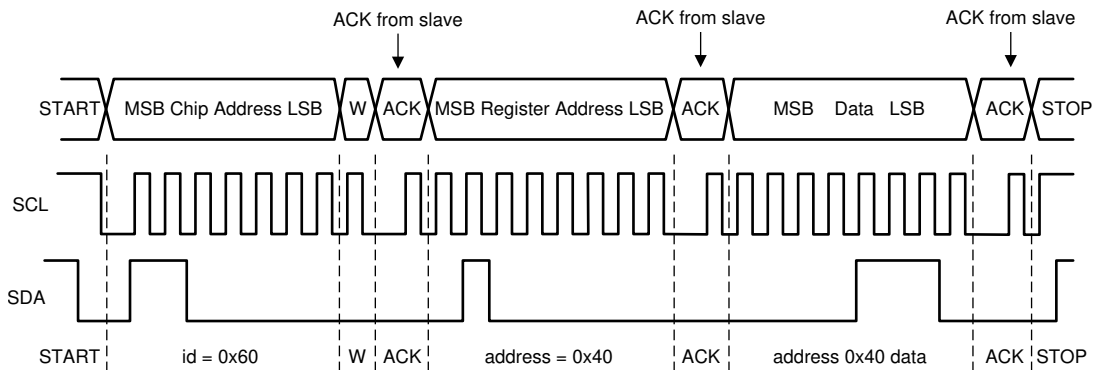 ACK from slave ACK from slave ACK from slave
START MSB Chip Address LSB W ACK MSB Register Address LSB ACK MSB Data LSB ACK STOP
SCL
SDA
START id = 0x60 W ACK address = 0x40 ACK address 0x40 data ACK STOP